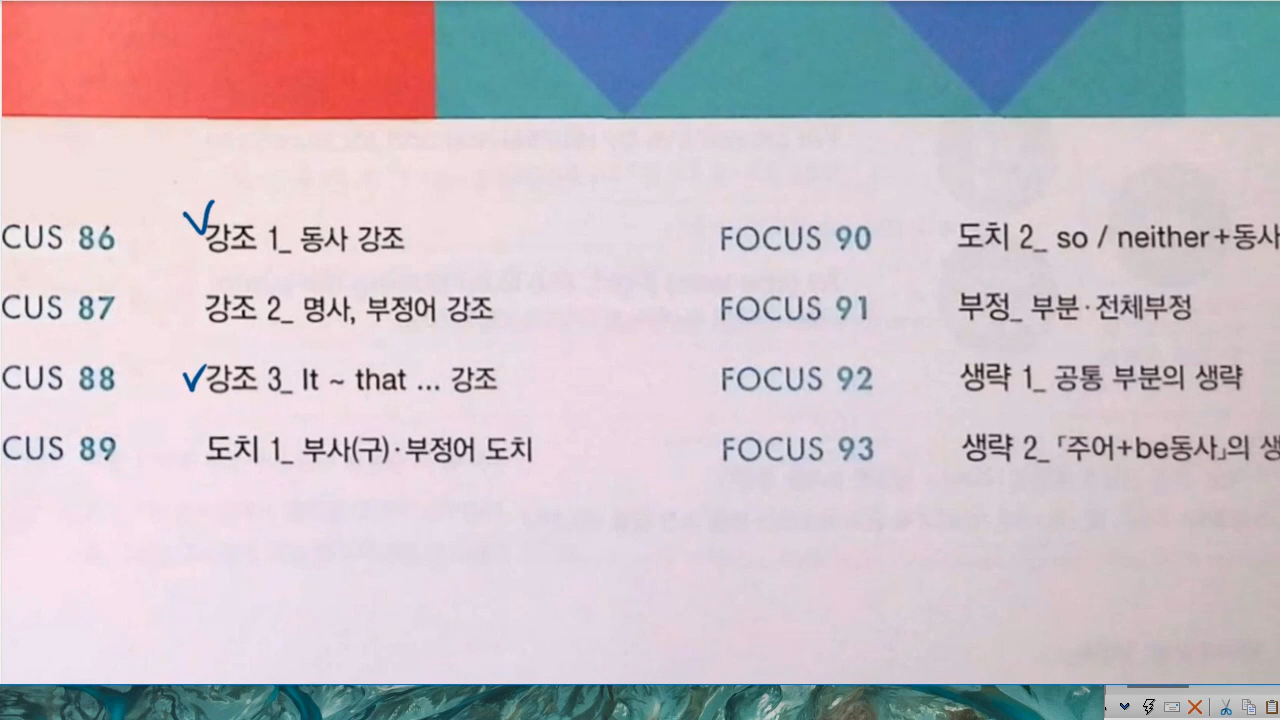 CUS 86 강조 1_ 동사 강조
CUS 87 강조 2_ 명사, 부정어 강조
CUS 88 강조 3_ It ~ that ... 강조
CUS 89 도치 1_ 부사(구)·부정어 도치
FOCUS 90 도치 2_ so / neither+동사
FOCUS 91 부정_ 부분·전체부정
FOCUS 92 생략 1_ 공통 부분의 생략
FOCUS 93 생략 2_ 「주어+be동사」의 생